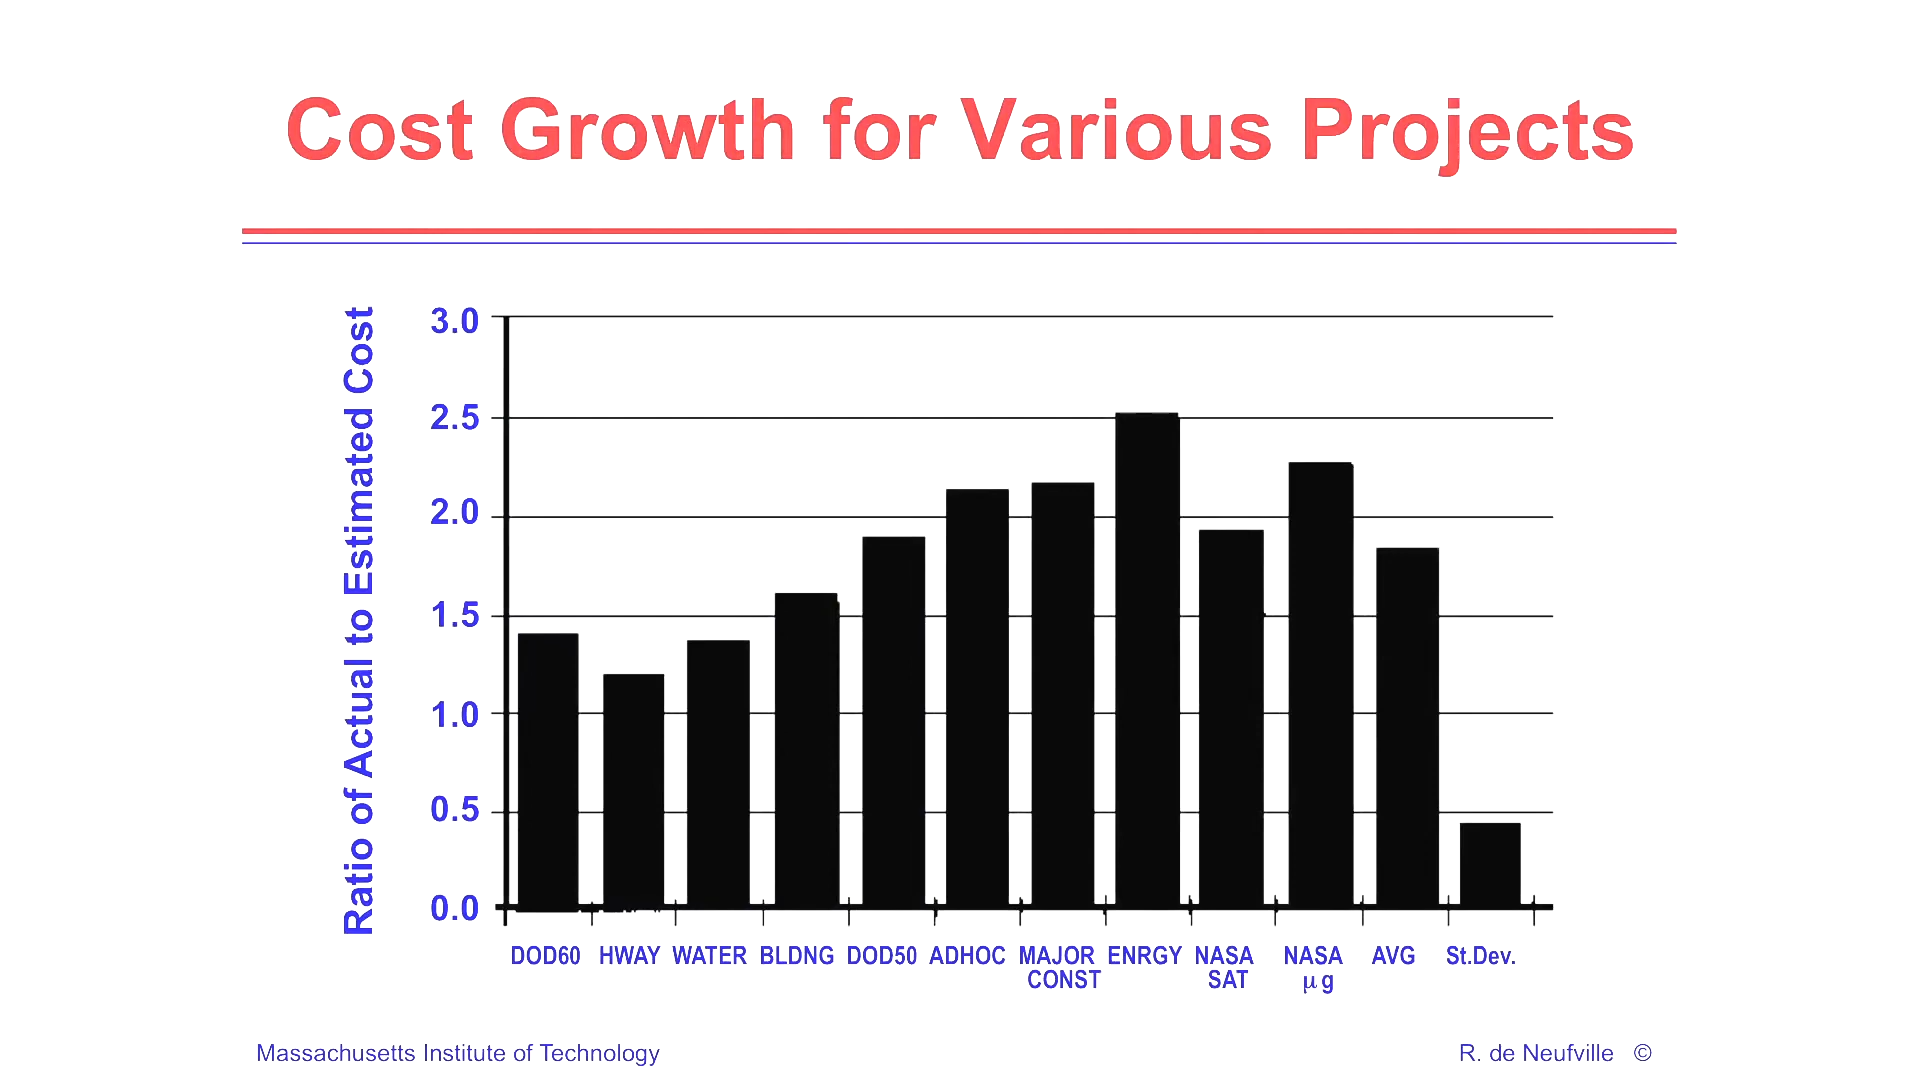 Cost Growth for Various Projects
Ratio of Actual to Estimated Cost
3.0
2.5
2.0
1.5
1.0
0.5
0.0
DOD60 HWAY WATER BLDNG DOD50 ADHOC MAJOR CONST ENRGY NASA SAT NASA μg AVG St.Dev.
Massachusetts Institute of Technology
R. de Neufville ©